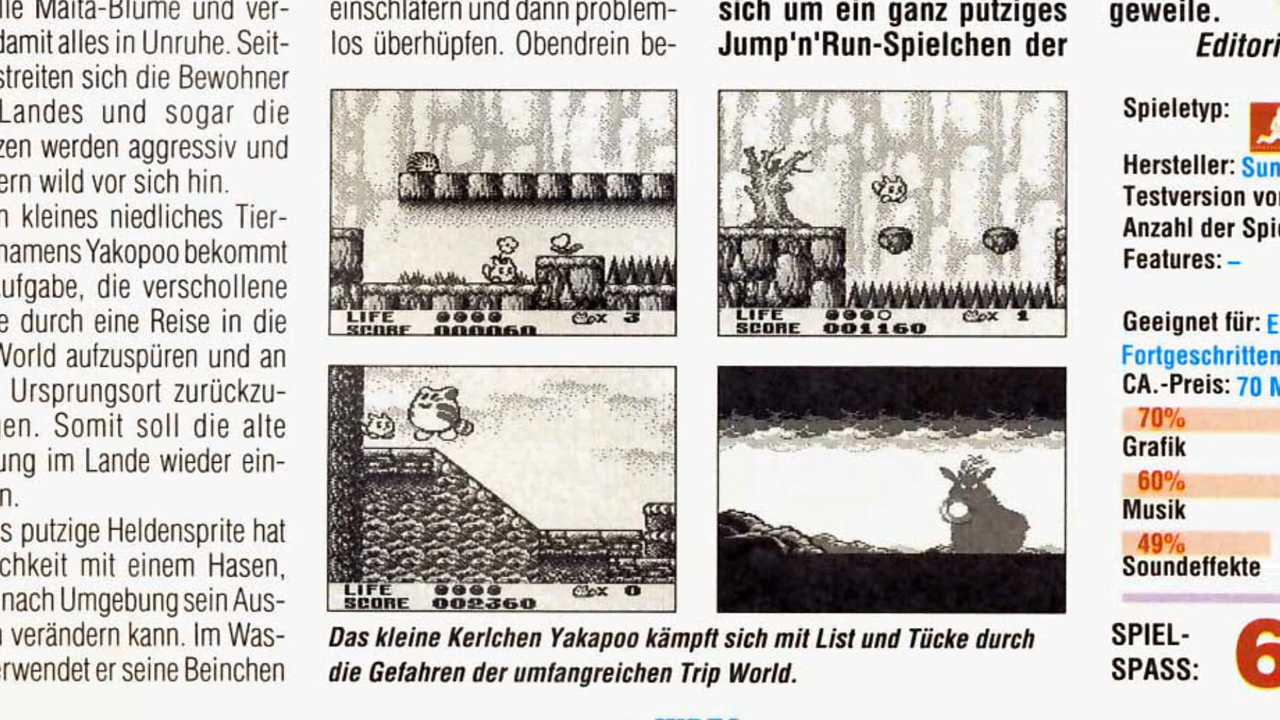 lle Maita-Blume und ver-
damit alles in Unruhe. Seit-
streiten sich die Bewohner
Landes und sogar die
zen werden aggressiv und
ern wild vor sich hin.
n kleines niedliches Tier-
namens Yakopoo bekommt
ufgabe, die verschollene
e durch eine Reise in die
World aufzuspüren und an
Ursprungsort zurückzu-
gen. Somit soll die alte
ung im Lande wieder ein-
n.
s putzige Heldensprite hat
chkeit mit einem Hasen,
nach Umgebung sein Aus-
n verändern kann. Im Was-
erwendet er seine Beinchen
einschläfern und dann problem-
los überhüpfen. Obendrein be-
sich um ein ganz putziges
Jump'n'Run-Spielchen der
LIFE x 3
SCORE 000060
LIFE x 1
SCORE 001160
LIFE x 0
SCORE 002360
Das kleine Kerlchen Yakapoo kämpft sich mit List und Tücke durch
die Gefahren der umfangreichen Trip World.
geweile.
Editori
Spieletyp:
Hersteller: Sun
Testversion vo
Anzahl der Spie
Features: –
Geeignet für: E
Fortgeschritten
CA.-Preis: 70 M
70%
Grafik
60%
Musik
49%
Soundeffekte
SPIEL-
SPASS: 6